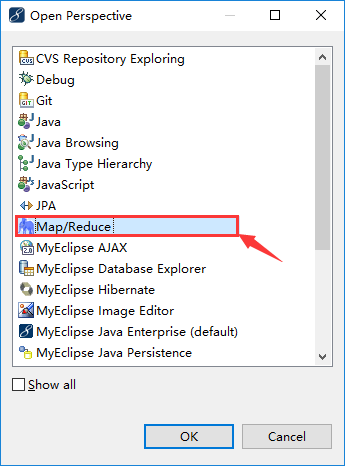 Open Perspective
CVS Repository Exploring
Debug
Git
Java
Java Browsing
Java Type Hierarchy
JavaScript
JPA
Map/Reduce
MyEclipse AJAX
MyEclipse Database Explorer
MyEclipse Hibernate
MyEclipse Image Editor
MyEclipse Java Enterprise (default)
MyEclipse Java Persistence
Show all
OK
Cancel